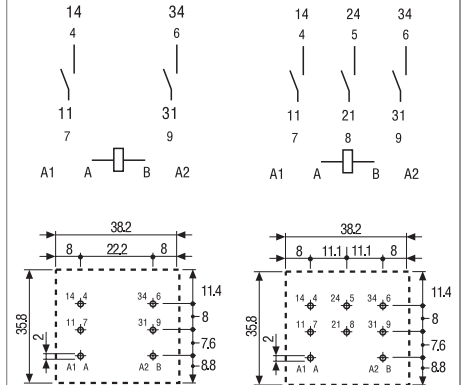 14 34
4 6
11 31
7 9
A1 A B A2
14 24 34
4 5 6
11 21 31
7 8 9
A1 A B A2
38.2
8 22.2 8
35.8
2
14 4 34 6
11 7 31 9
A1 A A2 B
11.4
8
7.6
8.8
38.2
8 11.1 11.1 8
35.8
2
14 4 24 5 34 6
11 7 21 8 31 9
A1 A A2 B
11.4
8
7.6
8.8